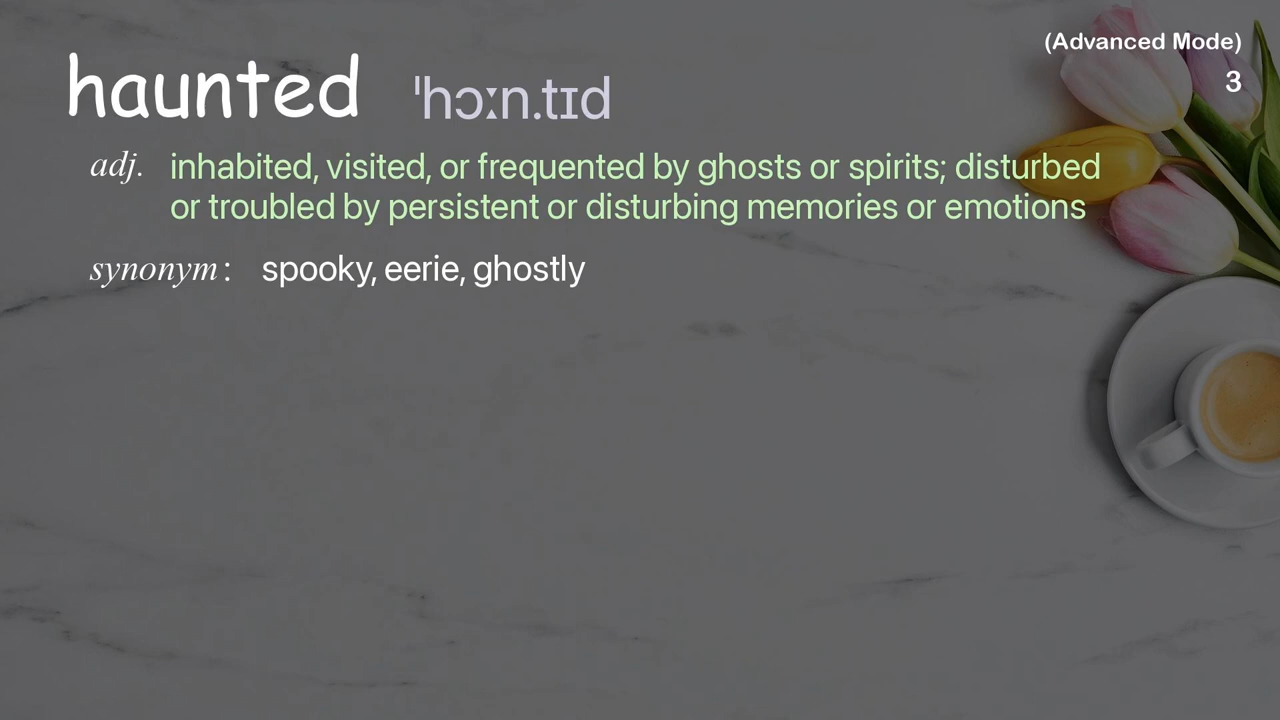 (Advanced Mode)
3
haunted ˈhɔːn.tɪd
adj. inhabited, visited, or frequented by ghosts or spirits; disturbed
or troubled by persistent or disturbing memories or emotions
synonym: spooky, eerie, ghostly